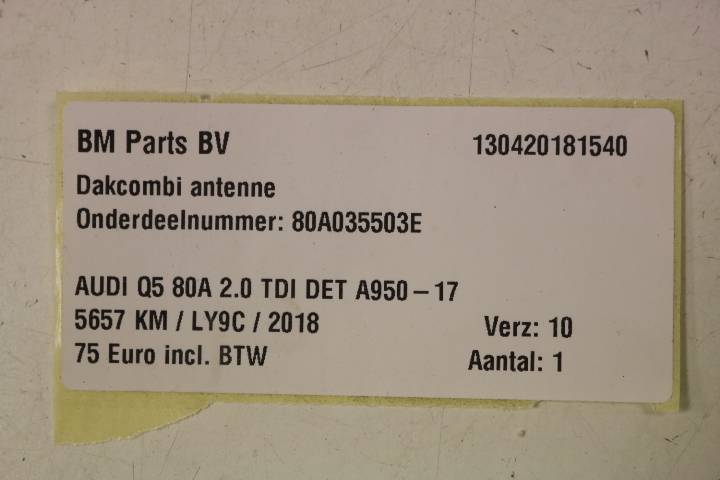 BM Parts BV 130420181540
Dakcombi antenne
Onderdeelnummer: 80A035503E
AUDI Q5 80A 2.0 TDI DET A950-17
5657 KM / LY9C / 2018 Verz: 10
75 Euro incl. BTW Aantal: 1